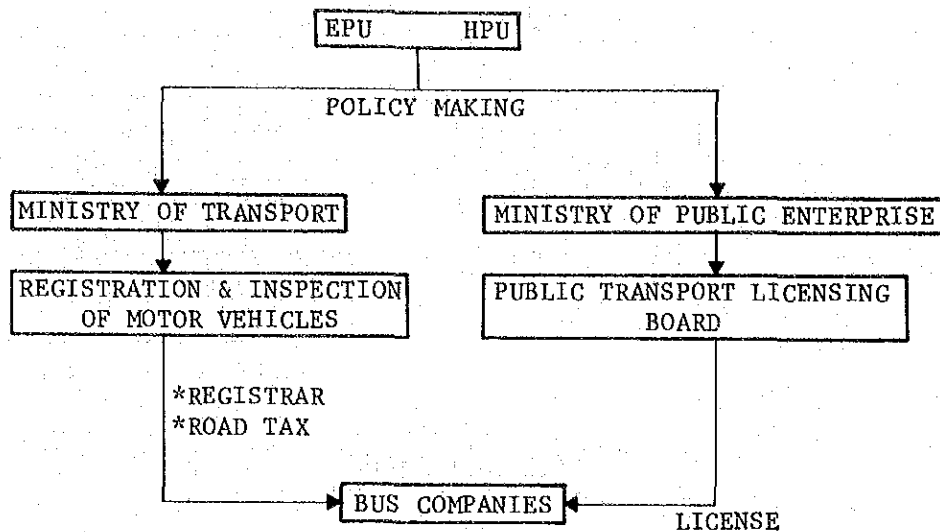 EPU HPU
POLICY MAKING
MINISTRY OF TRANSPORT
MINISTRY OF PUBLIC ENTERPRISE
REGISTRATION & INSPECTION
OF MOTOR VEHICLES
PUBLIC TRANSPORT LICENSING
BOARD
*REGISTRAR
*ROAD TAX
BUS COMPANIES
LICENSE